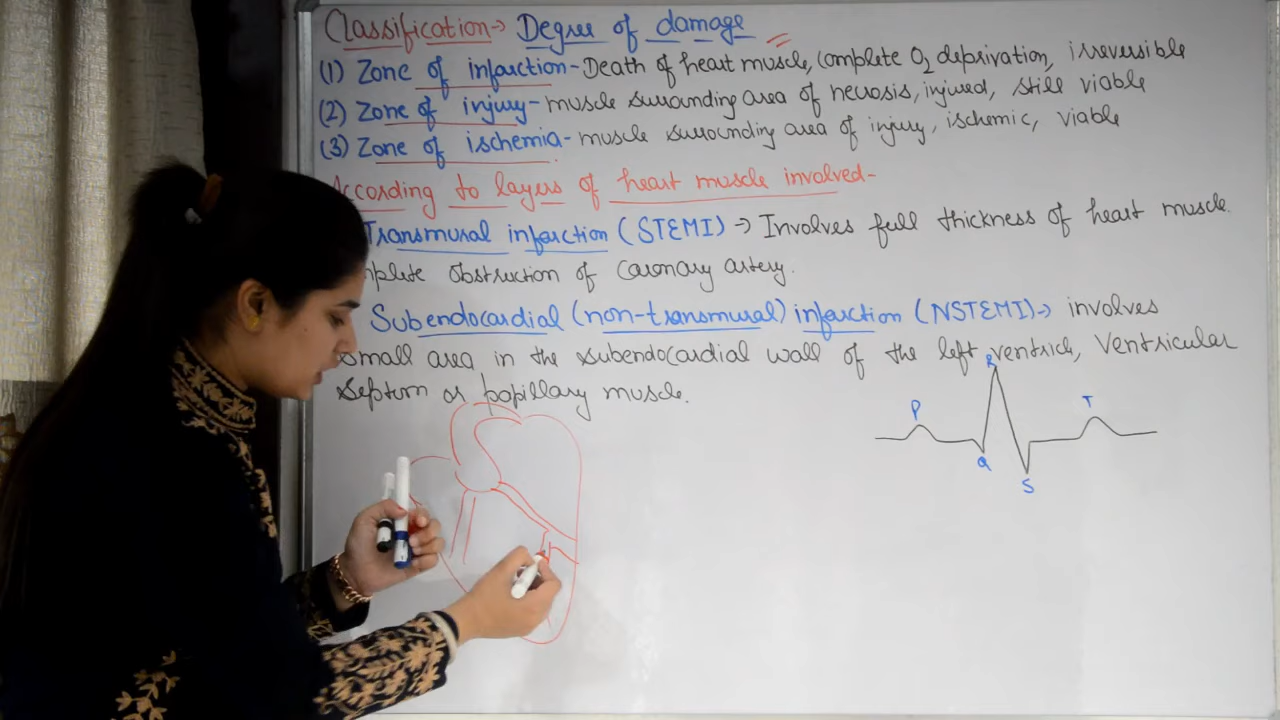 Classification → Degree of damage
(1) Zone of infarction - Death of heart muscle, complete O2 deprivation, irreversible
(2) Zone of injury - muscle surrounding area of necrosis, injured, still viable
(3) Zone of ischemia - muscle surrounding area of injury, ischemic, viable
According to layers of heart muscle involved -
Transmural infarction (STEMI) → Involves full thickness of heart muscle.
obstruction of coronary artery.
Subendocardial (non-transmural) infarction (NSTEMI) → involves
small area in the subendocardial wall of the left ventricle, ventricular
septum or papillary muscle.
P
R
Q
S
T